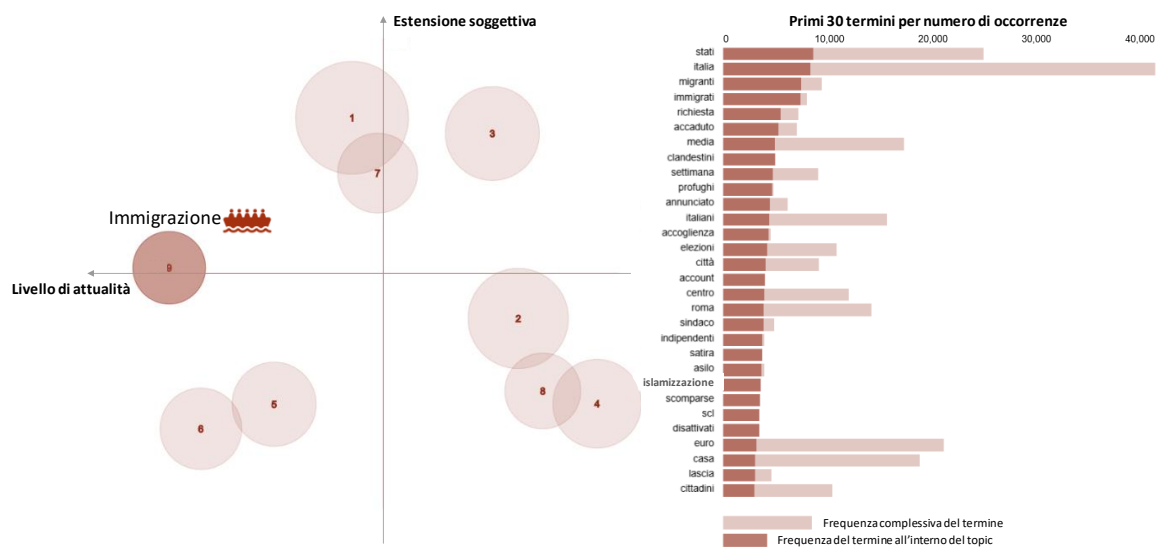 Estensione soggettiva
1
3
7
Immigrazione
9
Livello di attualità
2
8
4
5
6
Primi 30 termini per numero di occorrenze
0 10,000 20,000 30,000 40,000
stati
italia
migranti
immigrati
richiesta
accaduto
media
clandestini
settimana
profughi
annunciato
italiani
accoglienza
elezioni
città
account
centro
roma
sindaco
indipendenti
satira
asilo
islamizzazione
scomparse
scl
disattivati
euro
casa
lascia
cittadini
Frequenza complessiva del termine
Frequenza del termine all'interno del topic